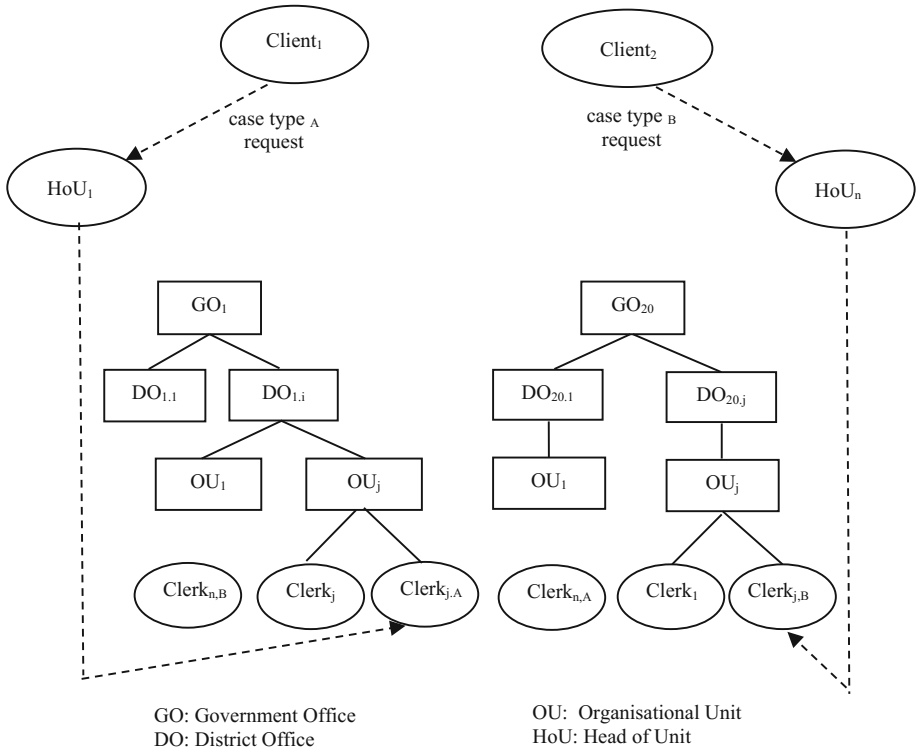 Client₁
Client₂
case type A
request
case type B
request
HoU₁
HoUₙ
GO₁
GO₂₀
DO₁.₁
DO₁.ᵢ
DO₂₀.₁
DO₂₀.ⱼ
OU₁
OUⱼ
OU₁
OUⱼ
Clerkn,B
Clerkⱼ
Clerkj.A
Clerkn,A
Clerk₁
Clerkj,B
GO: Government Office
DO: District Office
OU: Organisational Unit
HoU: Head of Unit